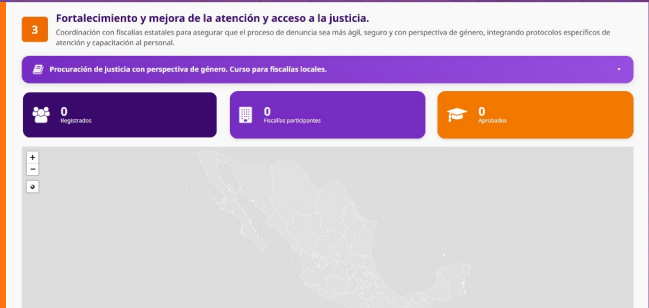 3
Fortalecimiento y mejora de la atención y acceso a la justicia.
Coordinación con fiscalías estatales para asegurar que el proceso de denuncia sea más ágil, seguro y con perspectiva de género, integrando protocolos específicos de
atención y capacitación al personal.
Procuración de justicia con perspectiva de género. Curso para fiscalías locales.
0
Registrados
0
Fiscalías participantes
0
Aprobados
+
−